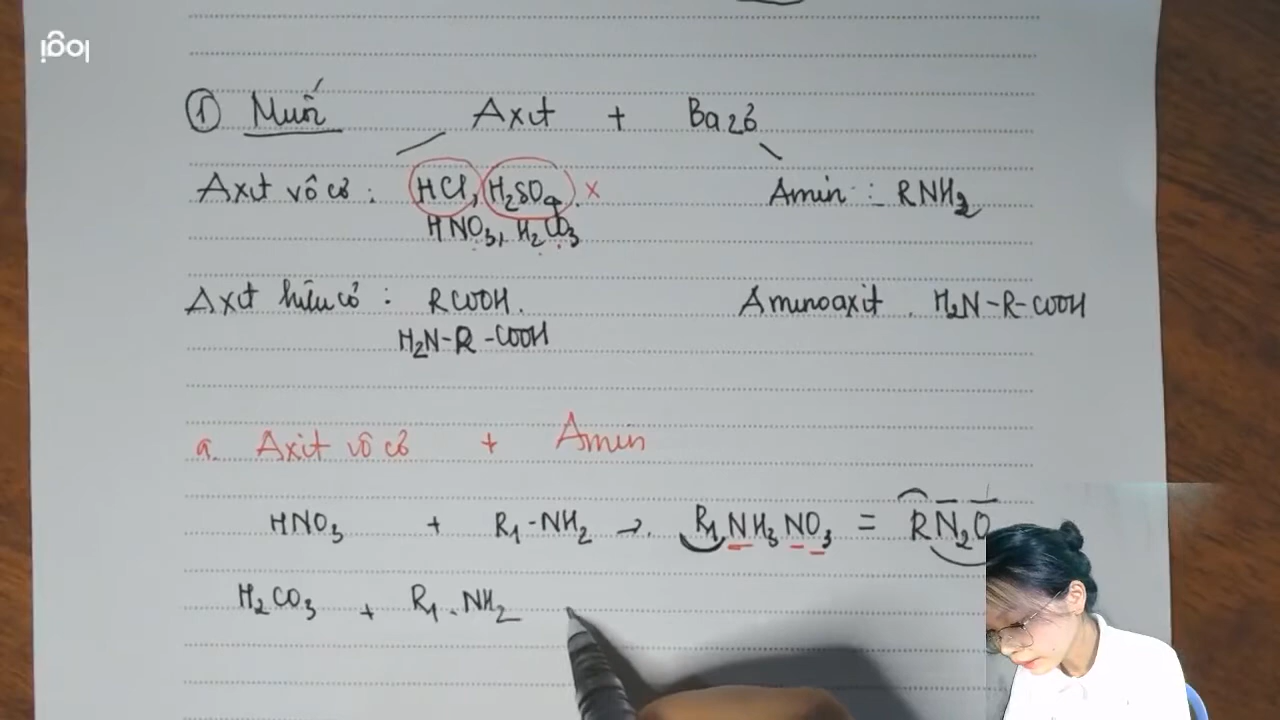 logi
① Muối Axit + Bazơ
Axit vô cơ : HCl, H₂SO₄. x Amin : RNH₂
HNO₃, H₂CO₃
Axit hữu cơ : RCOOH. Aminoaxit . H₂N-R-COOH
H₂N-R-COOH
a. Axit vô cơ + Amin
HNO₃ + R₁-NH₂ → R₁NH₃NO₃ = RN₂O
H₂CO₃ + R₁-NH₂